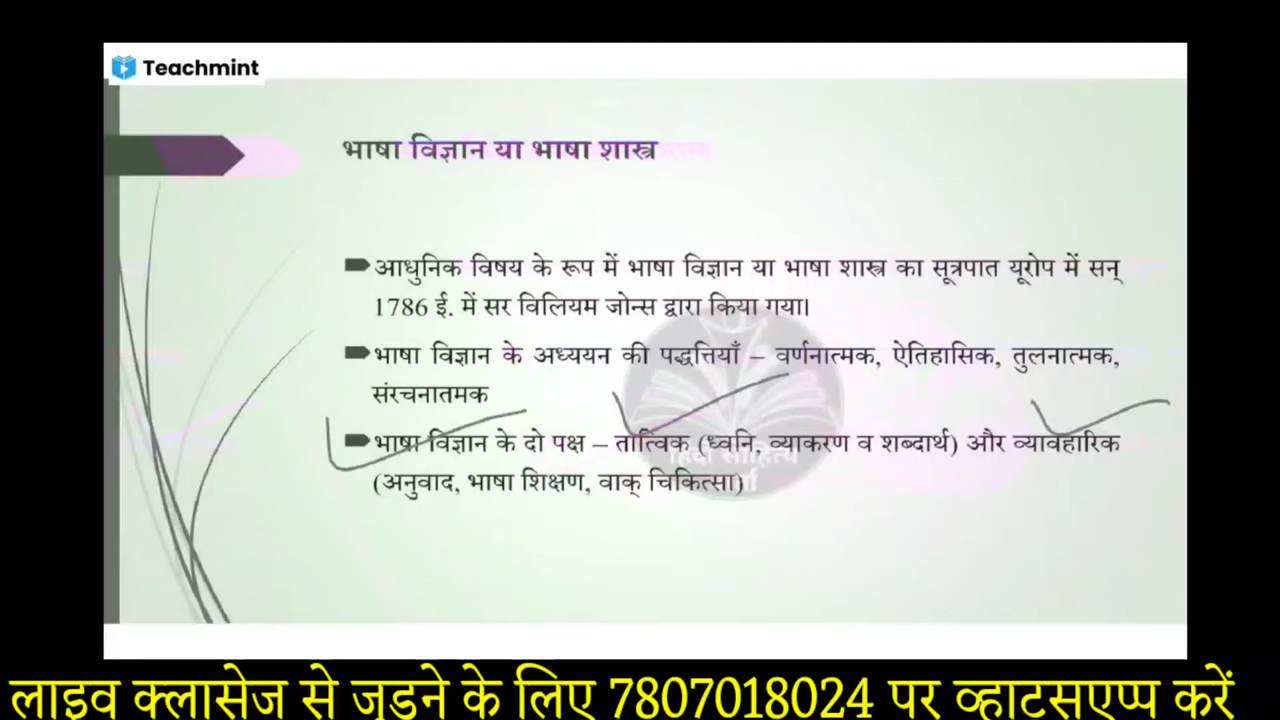 Teachmint
भाषा विज्ञान या भाषा शास्त्र
आधुनिक विषय के रूप में भाषा विज्ञान या भाषा शास्त्र का सूत्रपात यूरोप में सन्
1786 ई. में सर विलियम जोन्स द्वारा किया गया।
भाषा विज्ञान के अध्ययन की पद्धत्तियाँ – वर्णनात्मक, ऐतिहासिक, तुलनात्मक,
संरचनातमक
भाषा विज्ञान के दो पक्ष – तात्त्विक (ध्वनि, व्याकरण व शब्दार्थ) और व्यावहारिक
(अनुवाद, भाषा शिक्षण, वाक् चिकित्सा)
हिंदी साहित्य
लाइव क्लासेज से जुड़ने के लिए 7807018024 पर व्हाटसएप्प करें